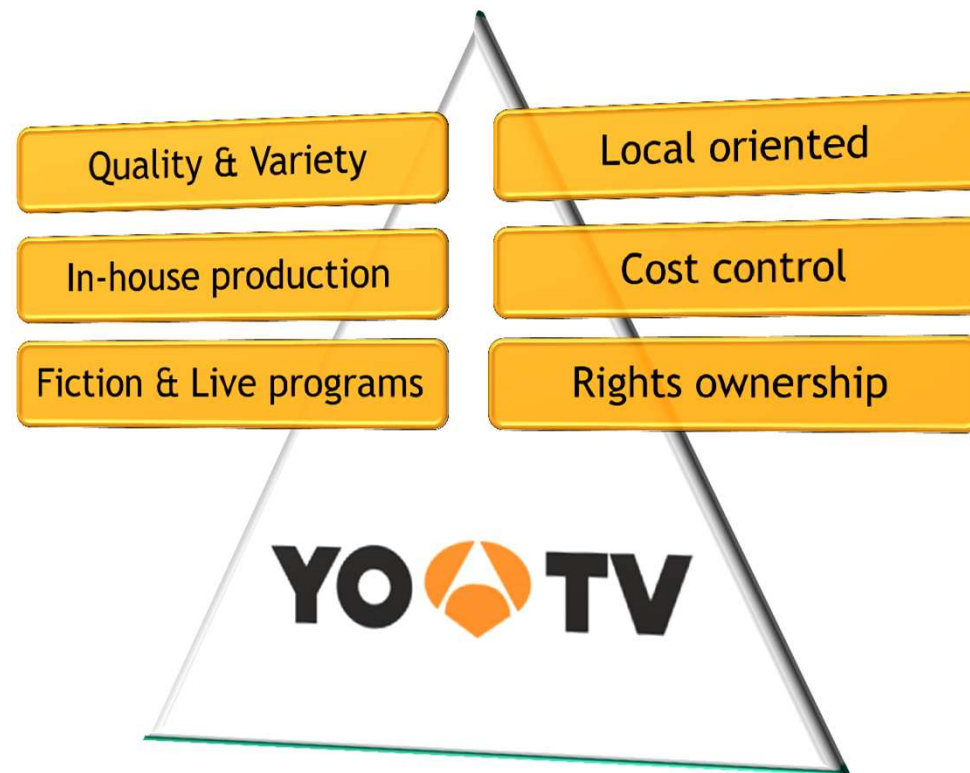 Quality & Variety
Local oriented
In-house production
Cost control
Fiction & Live programs
Rights ownership
YO TV